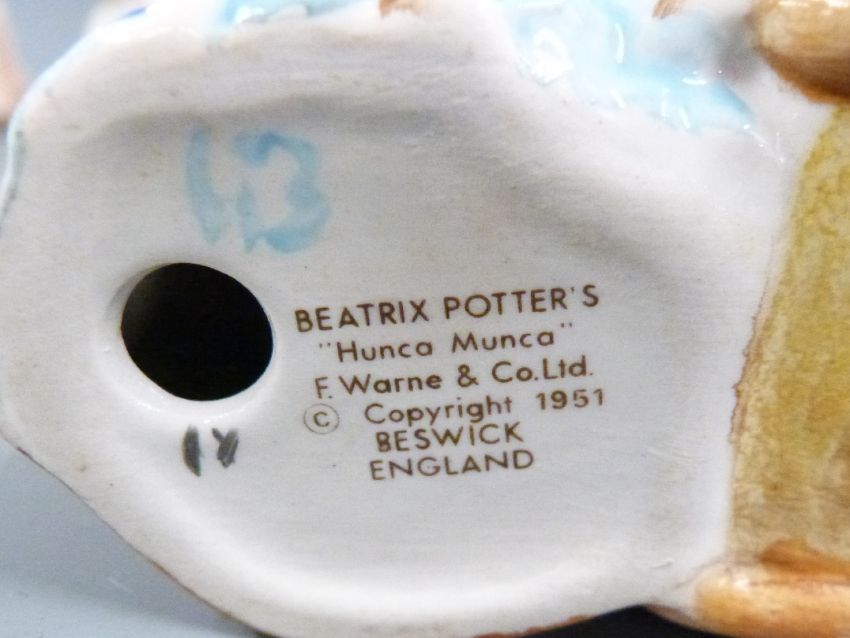 BEATRIX POTTER'S
"Hunca Munca"
F. Warne & Co. Ltd.
© Copyright 1951
BESWICK
ENGLAND